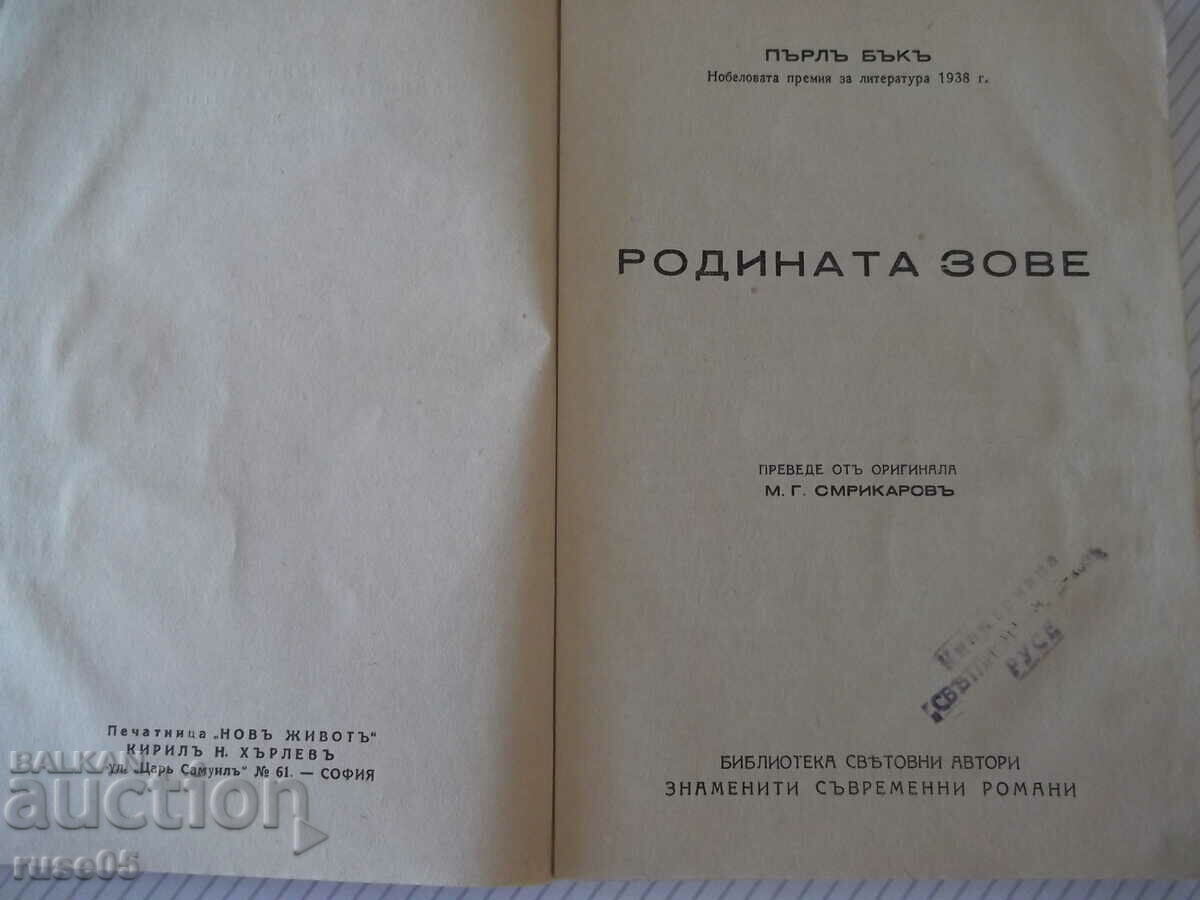 Печатница „НОВЪ ЖИВОТЪ“
КИРИЛЪ Н. ХЪРЛЕВЪ
ул. „Царь Самуилъ“ № 61. — СОФИЯ
ПЪРЛЪ БЪКЪ
Нобеловата премия за литература 1938 г.
РОДИНАТА ЗОВЕ
ПРЕВЕДЕ ОТЪ ОРИГИНАЛА
М. Г. СМРИКАРОВЪ
РУСЕ
БИБЛИОТЕКА СВѢТОВНИ АВТОРИ
ЗНАМЕНИТИ СЪВРЕМЕННИ РОМАНИ
BALKAN
auction
ruse05